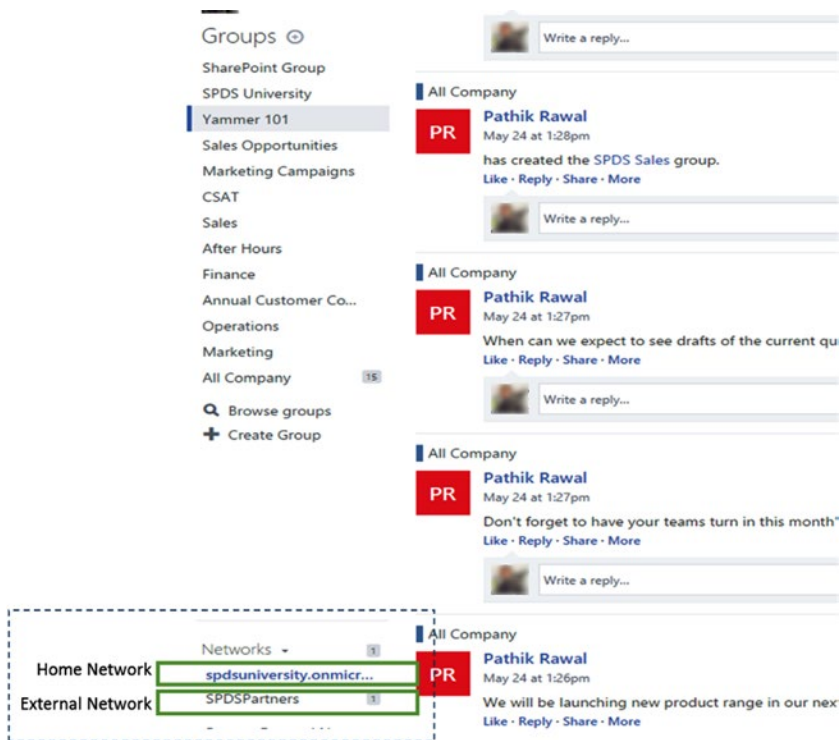 Groups
SharePoint Group
SPDS University
Yammer 101
Sales Opportunities
Marketing Campaigns
CSAT
Sales
After Hours
Finance
Annual Customer Co...
Operations
Marketing
All Company 15
Browse groups
Create Group
Networks 1
Home Network
spdsuniversity.onmicr...
External Network
SPDSPartners 1
Write a reply...
All Company
PR
Pathik Rawal
May 24 at 1:28pm
has created the SPDS Sales group.
Like · Reply · Share · More
Write a reply...
All Company
PR
Pathik Rawal
May 24 at 1:27pm
When can we expect to see drafts of the current qu
Like · Reply · Share · More
Write a reply...
All Company
PR
Pathik Rawal
May 24 at 1:27pm
Don't forget to have your teams turn in this month'
Like · Reply · Share · More
Write a reply...
All Company
PR
Pathik Rawal
May 24 at 1:26pm
We will be launching new product range in our nex
Like · Reply · Share · More